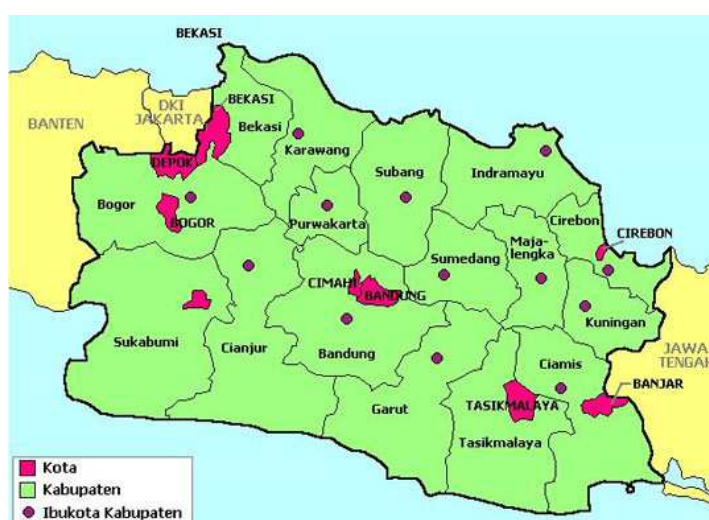 BEKASI
DKI
JAKARTA
BANTEN
BEKASI
Bekasi
Karawang
DEPOK
Subang
Indramayu
Bogor
BOGOR
Purwakarta
Cirebon
CIREBON
Maja-
lengka
Sumedang
CIMAHI
BANDUNG
Kuningan
Sukabumi
Cianjur
Bandung
Ciamis
JAWA
TENGAH
BANJAR
Garut
TASIKMALAYA
Tasikmalaya
Kota
Kabupaten
Ibukota Kabupaten